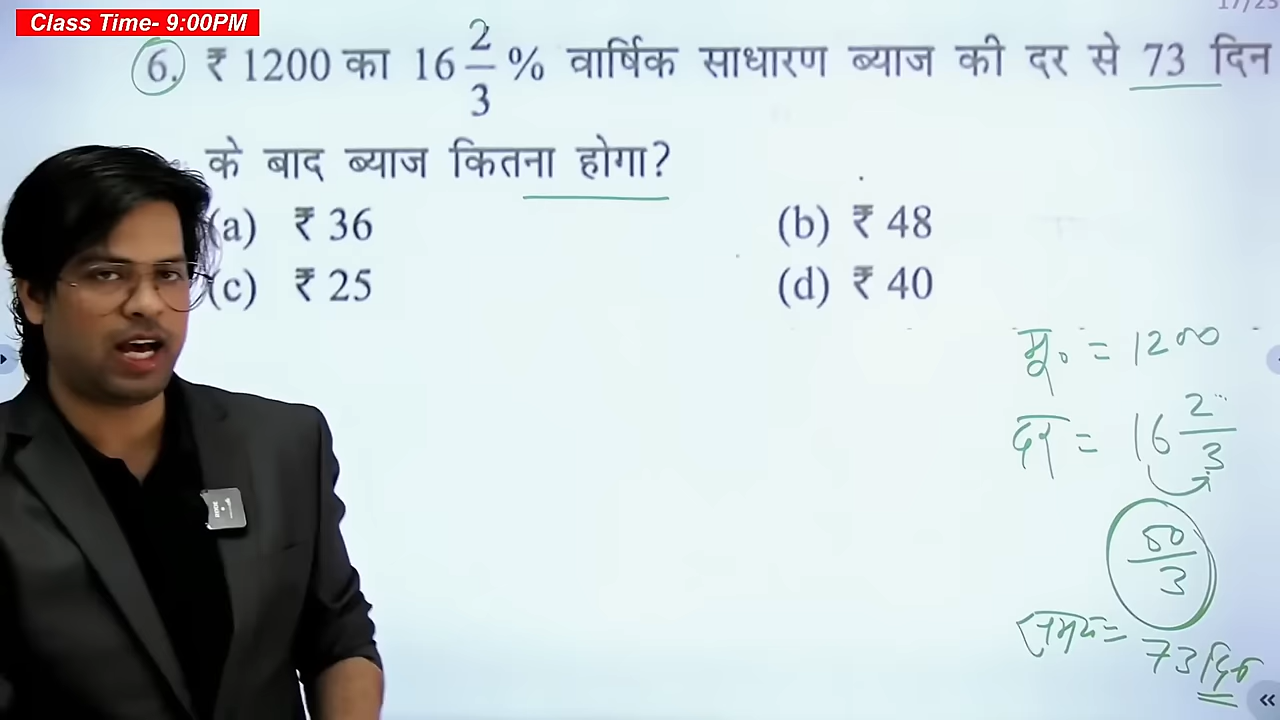 17/23
Class Time- 9:00PM
6. ₹ 1200 का 16 2/3 % वार्षिक साधारण ब्याज की दर से 73 दिन
के बाद ब्याज कितना होगा?
(a) ₹ 36 (b) ₹ 48
(c) ₹ 25 (d) ₹ 40
मू० = 1200
दर = 16 2/3
50/3
समय = 73 दिन
«